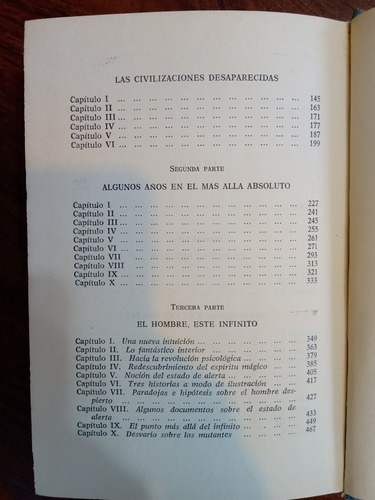 LAS CIVILIZACIONES DESAPARECIDAS
Capítulo I ... ... ... ... ... ... ... ... ... ... ... 145
Capítulo II ... ... ... ... ... ... ... ... ... ... ... 163
Capítulo III ... ... ... ... ... ... ... ... ... ... ... 171
Capítulo IV ... ... ... ... ... ... ... ... ... ... ... 177
Capítulo V ... ... ... ... ... ... ... ... ... ... ... 187
Capítulo VI ... ... ... ... ... ... ... ... ... ... ... 199
SEGUNDA PARTE
ALGUNOS AÑOS EN EL MAS ALLA ABSOLUTO
Capítulo I ... ... ... ... ... ... ... ... ... ... ... 227
Capítulo II ... ... ... ... ... ... ... ... ... ... ... 241
Capítulo III ... ... ... ... ... ... ... ... ... ... ... 245
Capítulo IV ... ... ... ... ... ... ... ... ... ... ... 255
Capítulo V ... ... ... ... ... ... ... ... ... ... ... 261
Capítulo VI ... ... ... ... ... ... ... ... ... ... ... 271
Capítulo VII ... ... ... ... ... ... ... ... ... ... 293
Capítulo VIII ... ... ... ... ... ... ... ... ... ... 313
Capítulo IX ... ... ... ... ... ... ... ... ... ... ... 321
Capítulo X ... ... ... ... ... ... ... ... ... ... ... 333
TERCERA PARTE
EL HOMBRE, ESTE INFINITO
Capítulo I. Una nueva intuición ... ... ... ... ... ... 349
Capítulo II. Lo fantástico interior ... ... ... ... ... 363
Capítulo III. Hacia la revolución psicológica ... ... ... 379
Capítulo IV. Redescubrimiento del espíritu mágico ... ... 385
Capítulo V. Noción del estado de alerta ... ... ... ... 405
Capítulo VI. Tres historias a modo de ilustración ... ... 417
Capítulo VII. Paradojas e hipótesis sobre el hombre des-
pierto ... ... ... ... ... ... ... ... ... ... 427
Capítulo VIII. Algunos documentos sobre el estado de
alerta ... ... ... ... ... ... ... ... ... ... 433
Capítulo IX. El punto más allá del infinito ... ... ... 449
Capítulo X. Desvarío sobre los mutantes ... ... ... ... 467